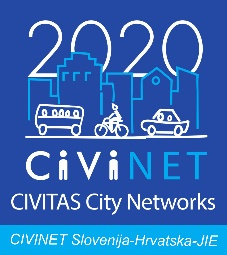 2020
CiViNET
CIVITAS City Networks
CIVINET Slovenija-Hrvatska-JIE